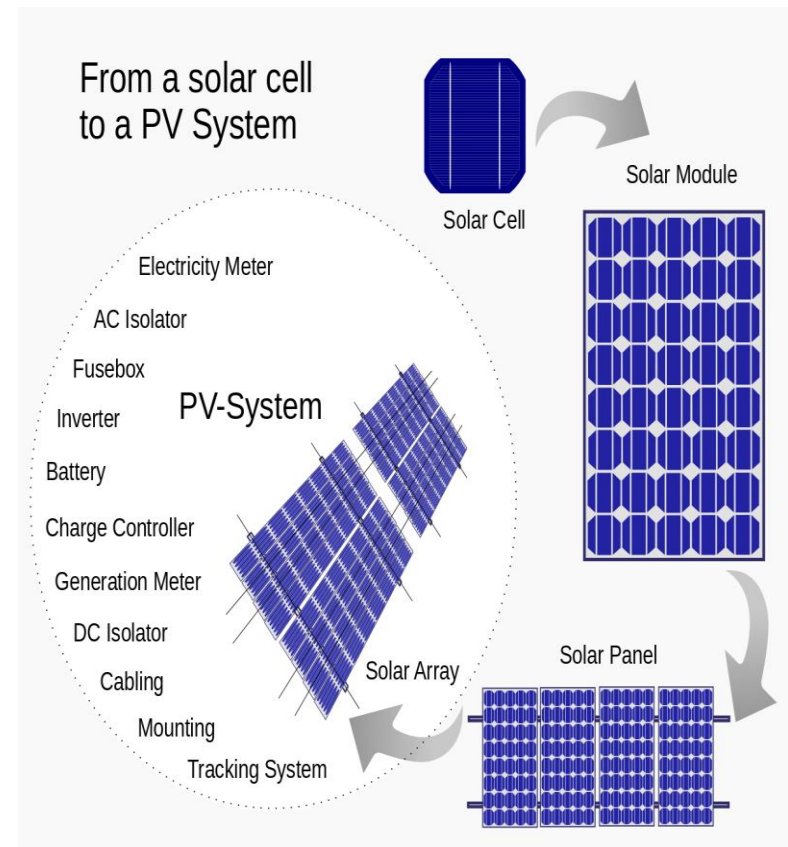 From a solar cell
to a PV System
Solar Cell
Solar Module
Electricity Meter
AC Isolator
Fusebox
PV-System
Inverter
Battery
Charge Controller
Generation Meter
DC Isolator
Cabling
Mounting
Tracking System
Solar Array
Solar Panel